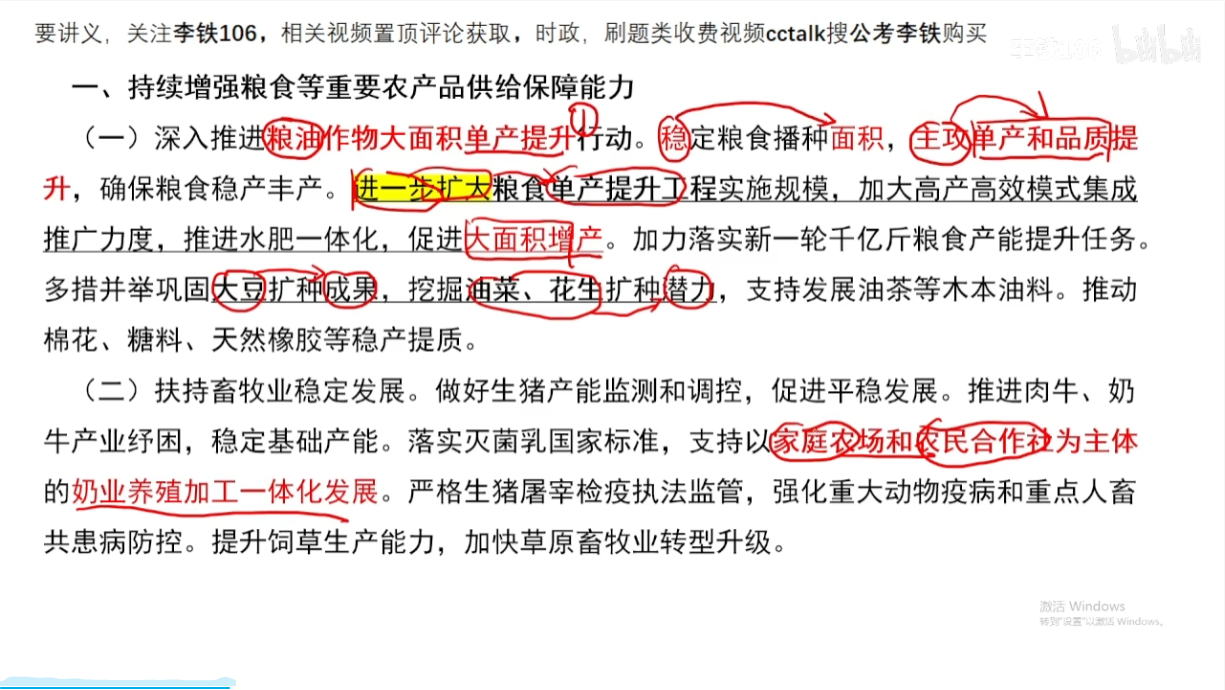 要讲义，关注李铁106，相关视频置顶评论获取，时政，刷题类收费视频cctalk搜公考李铁购买
李铁106 bilibili
一、持续增强粮食等重要农产品供给保障能力
（一）深入推进粮油作物大面积单产提升行动。稳定粮食播种面积，主攻单产和品质提
升，确保粮食稳产丰产。进一步扩大粮食单产提升工程实施规模，加大高产高效模式集成
推广力度，推进水肥一体化，促进大面积增产。加力落实新一轮千亿斤粮食产能提升任务。
多措并举巩固大豆扩种成果，挖掘油菜、花生扩种潜力，支持发展油茶等木本油料。推动
棉花、糖料、天然橡胶等稳产提质。
（二）扶持畜牧业稳定发展。做好生猪产能监测和调控，促进平稳发展。推进肉牛、奶
牛产业纾困，稳定基础产能。落实灭菌乳国家标准，支持以家庭农场和农民合作社为主体
的奶业养殖加工一体化发展。严格生猪屠宰检疫执法监管，强化重大动物疫病和重点人畜
共患病防控。提升饲草生产能力，加快草原畜牧业转型升级。
激活 Windows
转到"设置"以激活 Windows。